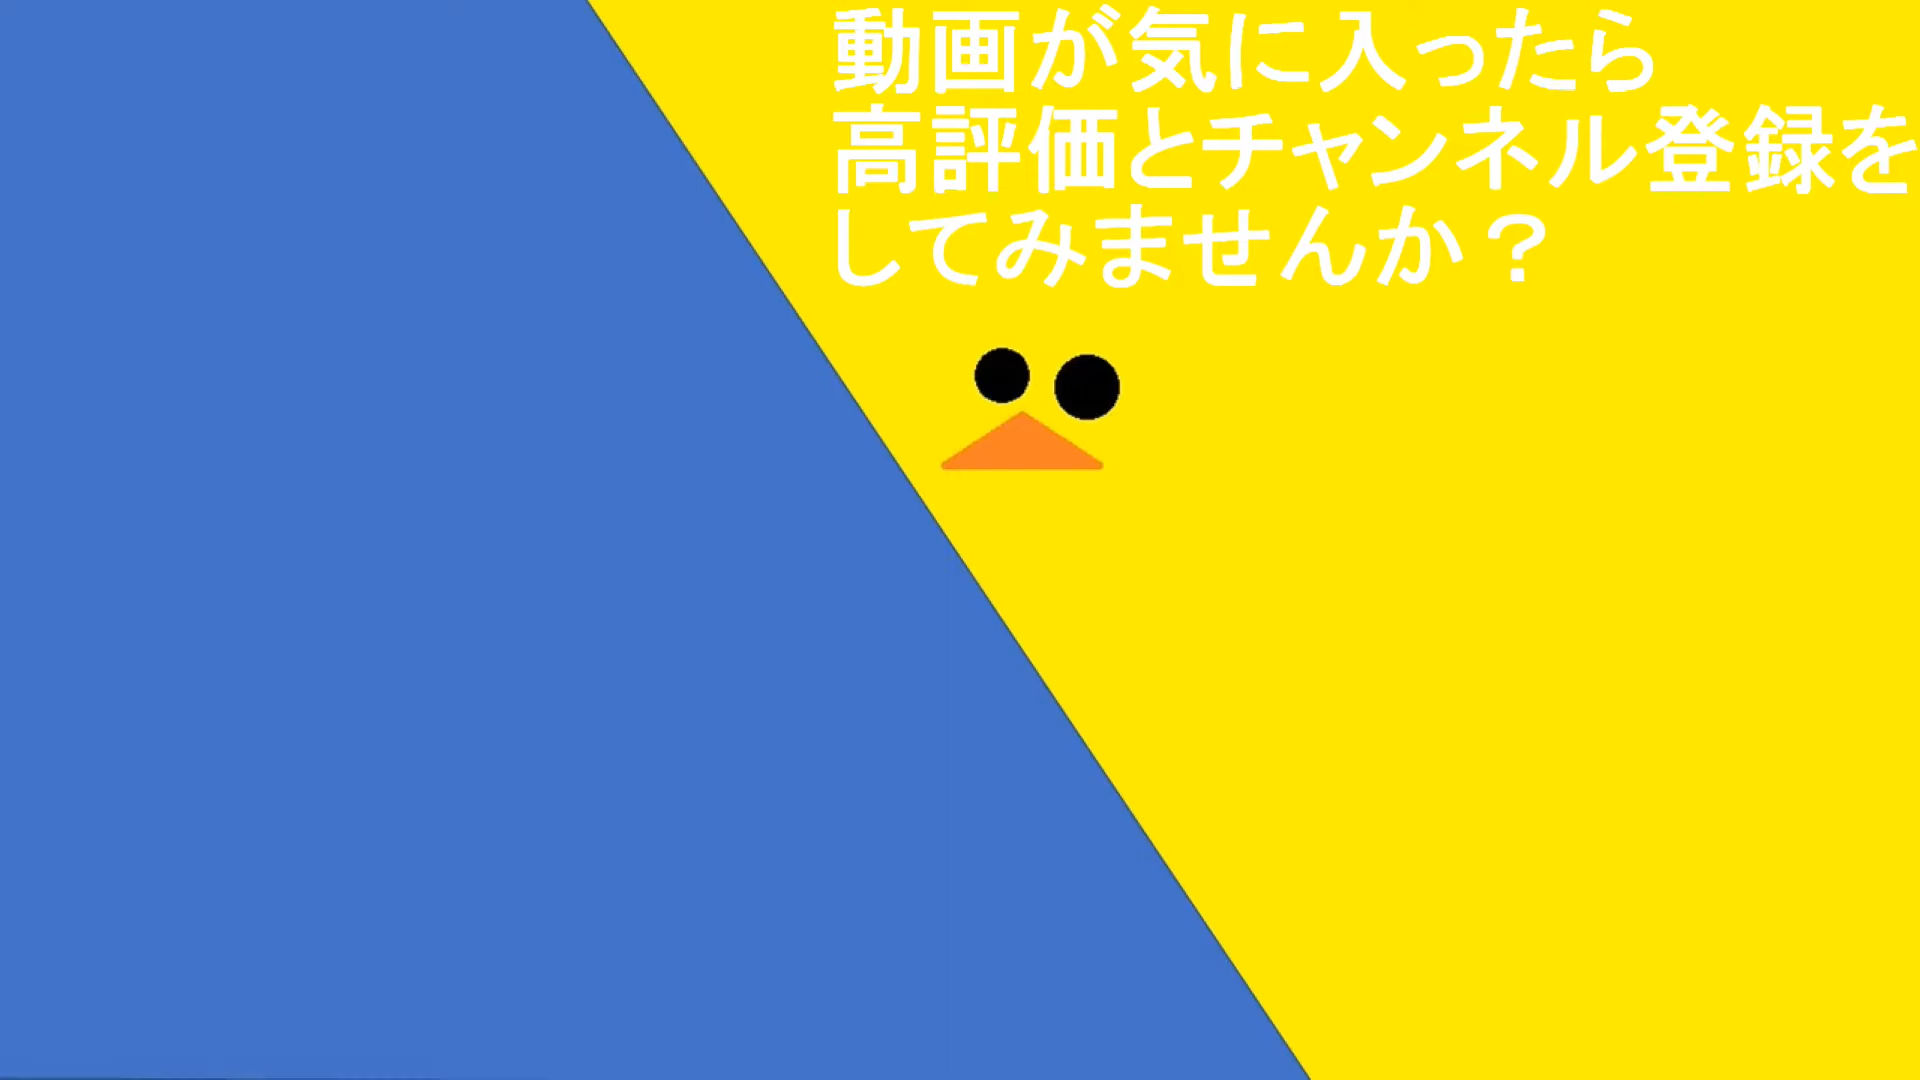 動画が気に入ったら
高評価とチャンネル登録を
してみませんか？